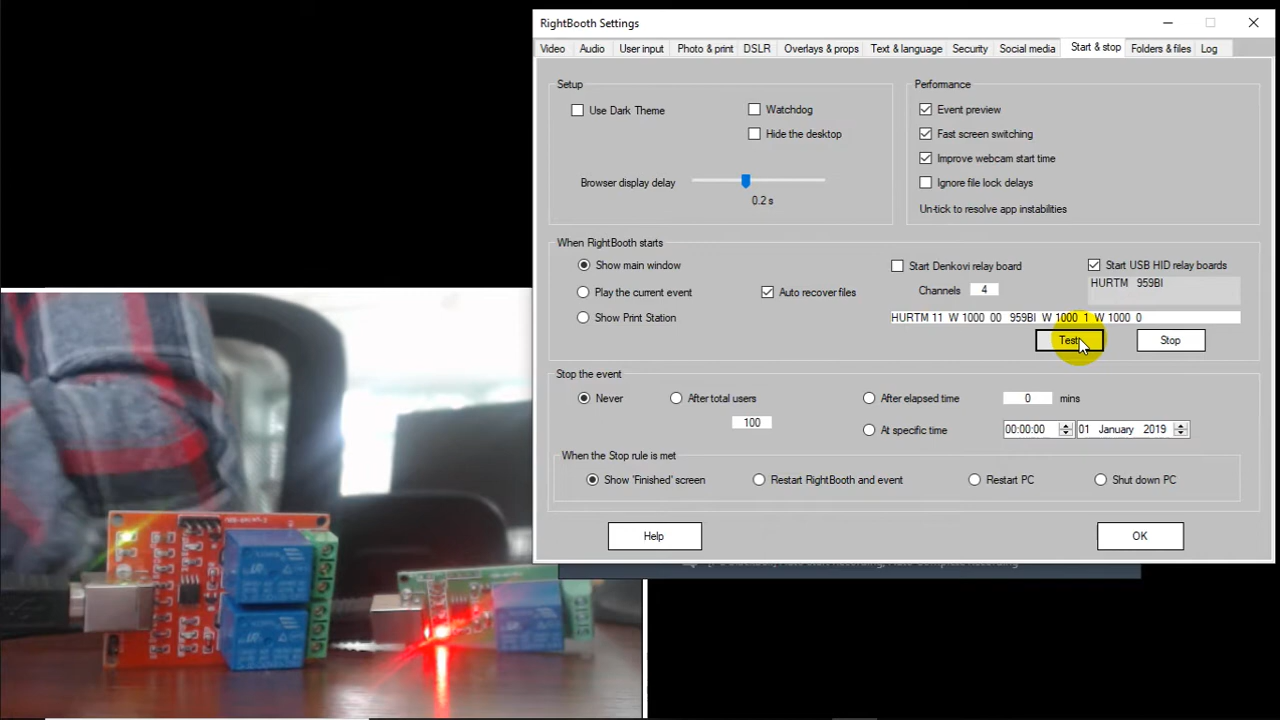 RightBooth Settings
Video Audio User input Photo & print DSLR Overlays & props Text & language Security Social media Start & stop Folders & files Log
Setup
Use Dark Theme
Watchdog
Hide the desktop
Browser display delay
0.2 s
Performance
Event preview
Fast screen switching
Improve webcam start time
Ignore file lock delays
Un-tick to resolve app instabilities
When RightBooth starts
Show main window
Play the current event
Show Print Station
Auto recover files
Start Denkovi relay board
Channels 4
Start USB HID relay boards
HURTM 959BI
HURTM 11 W 1000 00 959BI W 1000 1 W 1000 0
Test
Stop
Stop the event
Never
After total users
100
After elapsed time 0 mins
At specific time 00:00:00 01 January 2019
When the Stop rule is met
Show 'Finished' screen
Restart RightBooth and event
Restart PC
Shut down PC
Help
OK